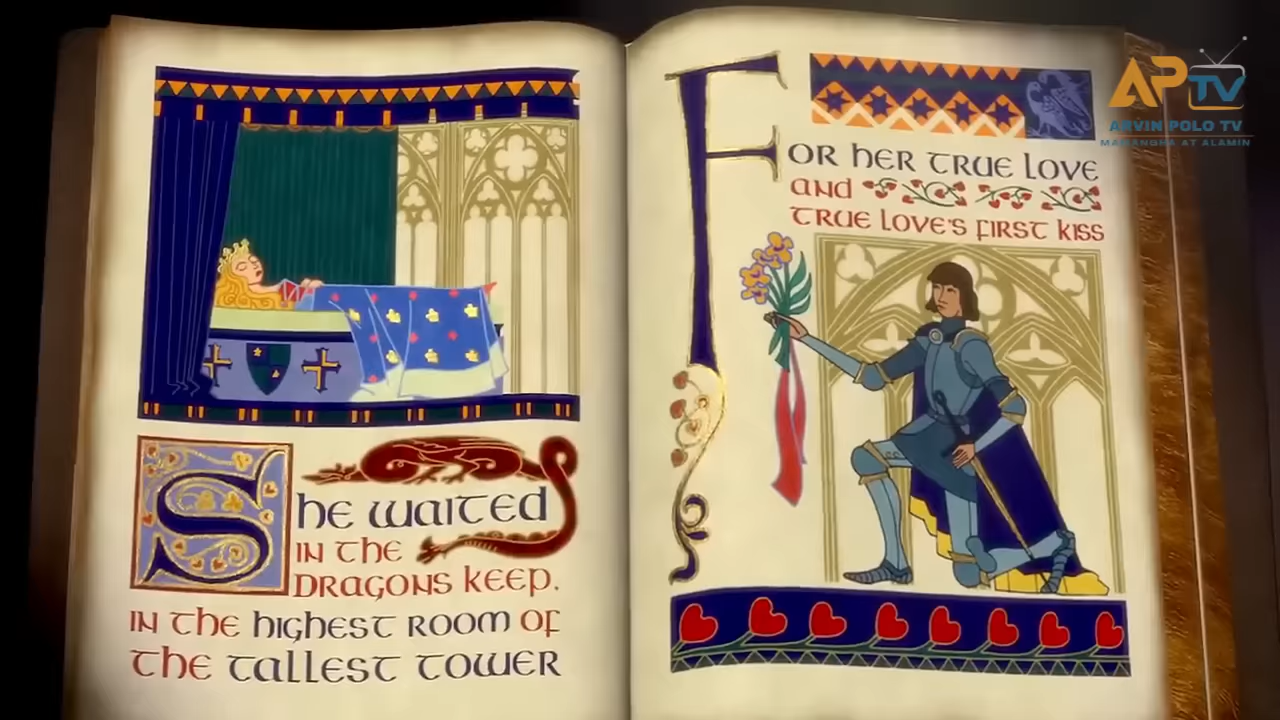 She waited
in the
dragons keep.
in the highest room of
the tallest tower
For her true love
and
true love's first kiss
APTV
ARVIN POLO TV